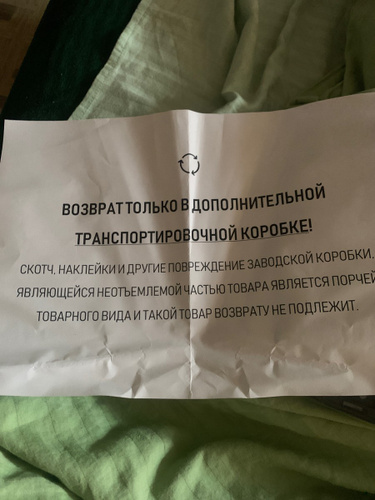 ВОЗВРАТ ТОЛЬКО В ДОПОЛНИТЕЛЬНОЙ
ТРАНСПОРТИРОВОЧНОЙ КОРОБКЕ!
СКОТЧ, НАКЛЕЙКИ И ДРУГИЕ ПОВРЕЖДЕНИЕ ЗАВОДСКОЙ КОРОБКИ,
ЯВЛЯЮЩЕЙСЯ НЕОТЪЕМЛЕМОЙ ЧАСТЬЮ ТОВАРА ЯВЛЯЕТСЯ ПОРЧЕЙ
ТОВАРНОГО ВИДА И ТАКОЙ ТОВАР ВОЗВРАТУ НЕ ПОДЛЕЖИТ.